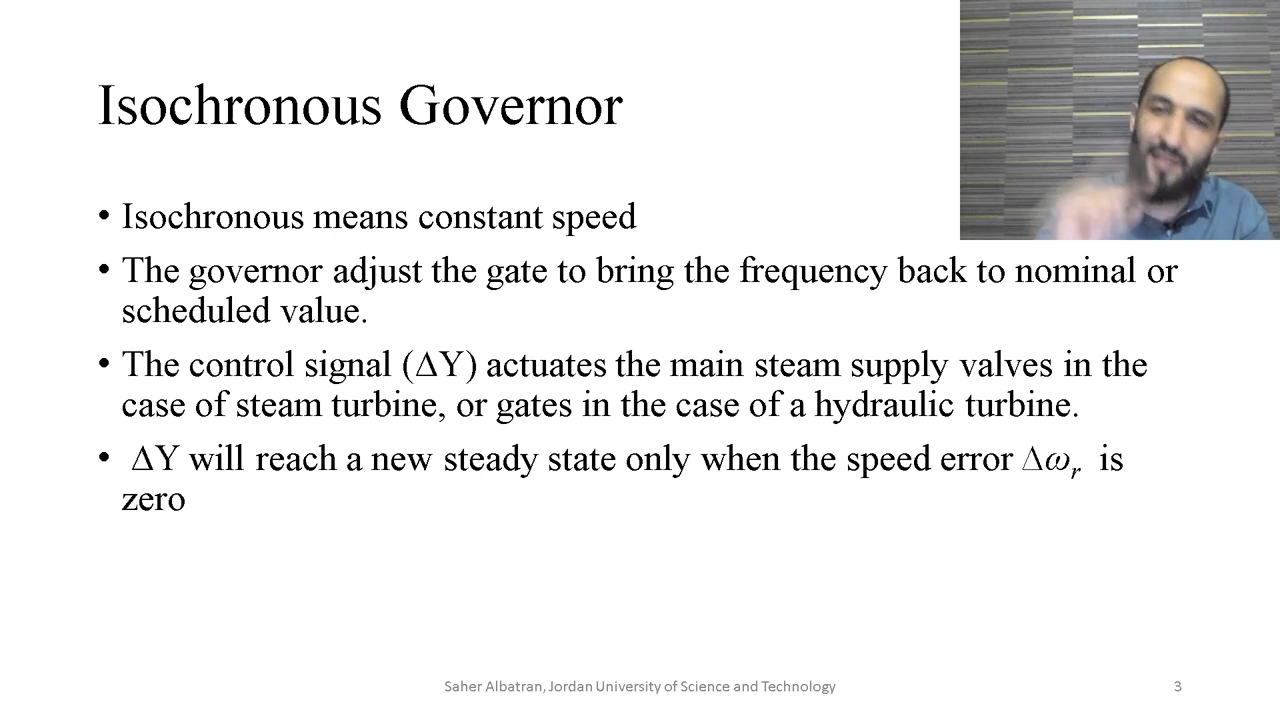 Isochronous Governor
• Isochronous means constant speed
• The governor adjust the gate to bring the frequency back to nominal or
scheduled value.
• The control signal (ΔY) actuates the main steam supply valves in the
case of steam turbine, or gates in the case of a hydraulic turbine.
• ΔY will reach a new steady state only when the speed error Δωᵣ is
zero
Saher Albatran, Jordan University of Science and Technology
3